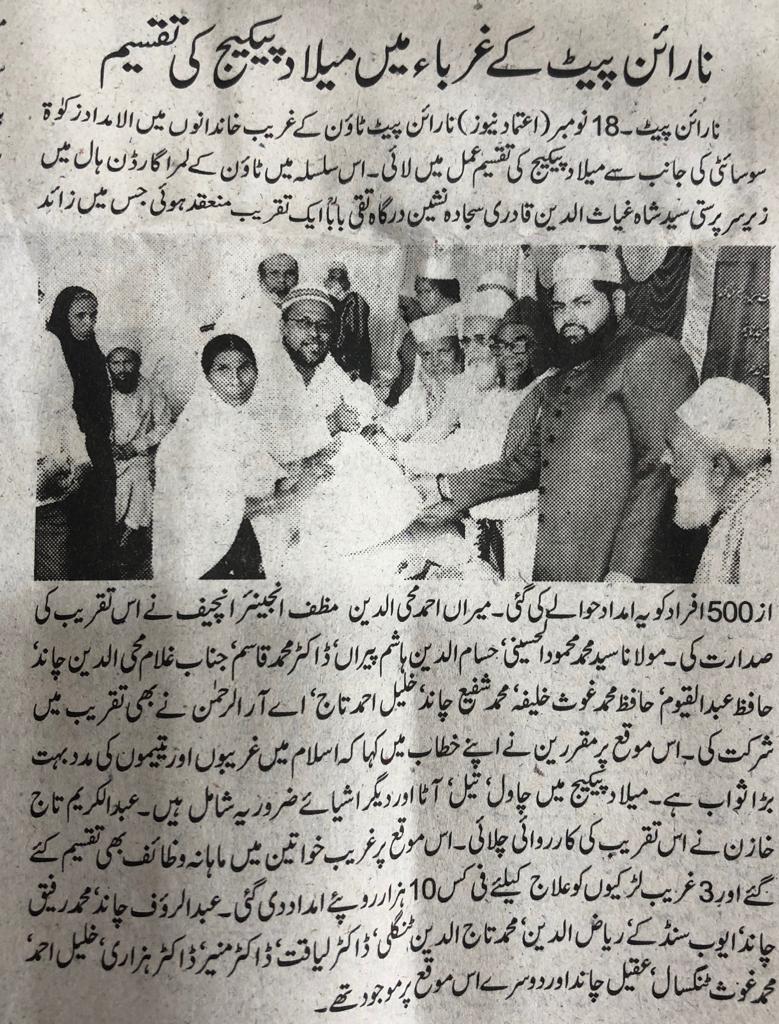 نارائن پیٹ کے غرباء میں میلاد پیکیج کی تقسیم
نارائن پیٹ۔18 نومبر (اعتماد نیوز) نارائن پیٹ ٹاؤن کے غریب خاندانوں میں الامداد زکوٰۃ
سوسائٹی کی جانب سے میلاد پیکیج کی تقسیم عمل میں لائی۔ اس سلسلہ میں ٹاؤن کے لمرا گارڈن ہال میں
زیر سرپرستی سید شاہ غیاث الدین قادری سجادہ نشین درگاہ تقی باباؒ ایک تقریب منعقد ہوئی جس میں زائد
از 500 افراد کو یہ امداد حوالے کی گئی۔ میراں احمد محی الدین مظف انجینئر انچیف نے اس تقریب کی
صدارت کی۔ مولانا سید محمد محمود الحسینی، حسام الدین ہاشم پیراں، ڈاکٹر محمد قاسم، جناب غلام محی الدین چاند،
حافظ عبدالقیوم، حافظ محمد غوث خلیفہ، محمد شفیع چاند، خلیل احمد تاج، اے آر الرحمٰن نے بھی تقریب میں
شرکت کی۔ اس موقع پر مقررین نے اپنے خطاب میں کہا کہ اسلام میں غریبوں اور یتیموں کی مدد بہت
بڑا ثواب ہے۔ میلاد پیکیج میں چاول، تیل، آٹا اور دیگر اشیائے ضروریہ شامل ہیں۔ عبدالکریم تاج
خازن نے اس تقریب کی کارروائی چلائی۔ اس موقع پر غریب خواتین میں ماہانہ وظائف بھی تقسیم کئے
گئے اور 3 غریب لڑکیوں کو علاج کیلئے فی کس 10 ہزار روپئے امداد دی گئی۔ عبدالرؤف چاند، محمد رفیق
چاند، ایوب سنڈ کے، ریاض الدین، محمد تاج الدین ٹنگلی، ڈاکٹر لیاقت، ڈاکٹر منیر، ڈاکٹر ہزاری، خلیل احمد،
محمد غوث ٹنکسال، عقیل چاند اور دوسرے اس موقع پر موجود تھے۔